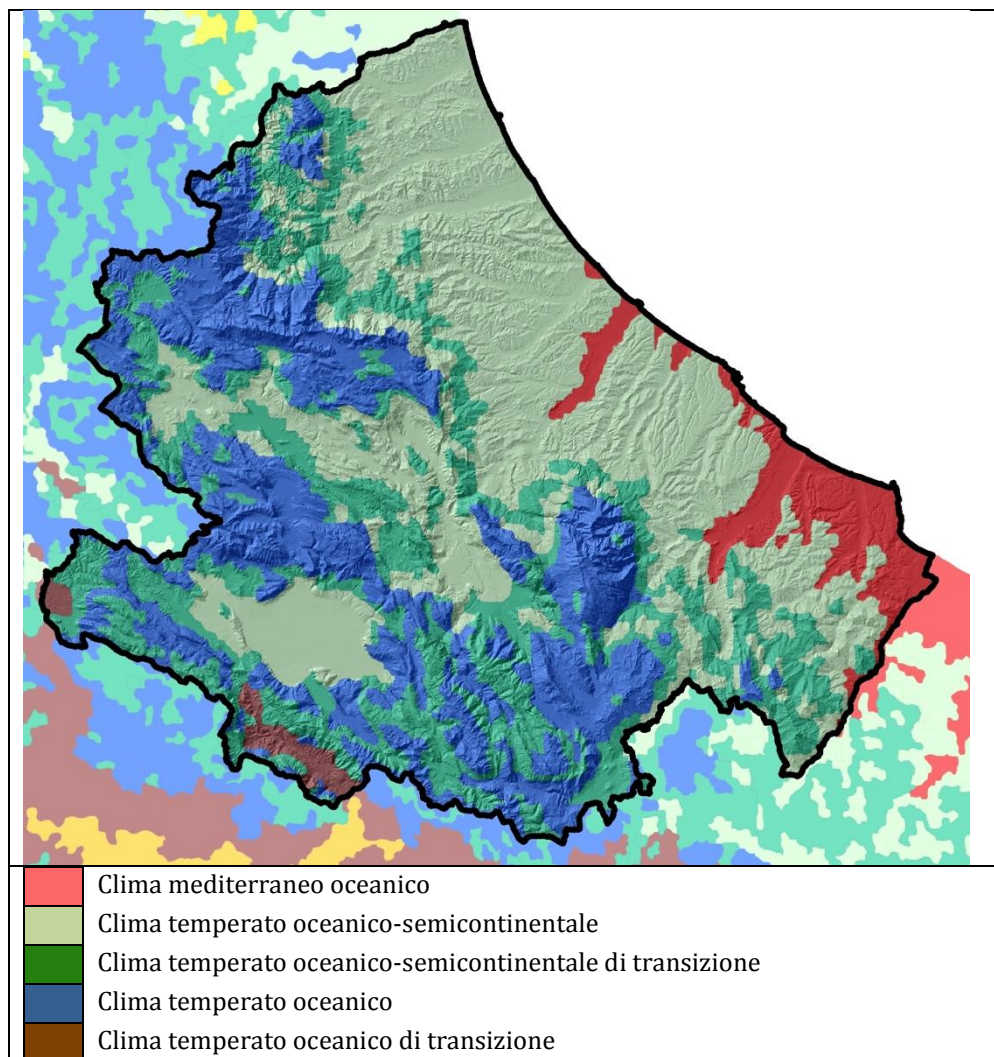 Clima mediterraneo oceanico
Clima temperato oceanico-semicontinentale
Clima temperato oceanico-semicontinentale di transizione
Clima temperato oceanico
Clima temperato oceanico di transizione